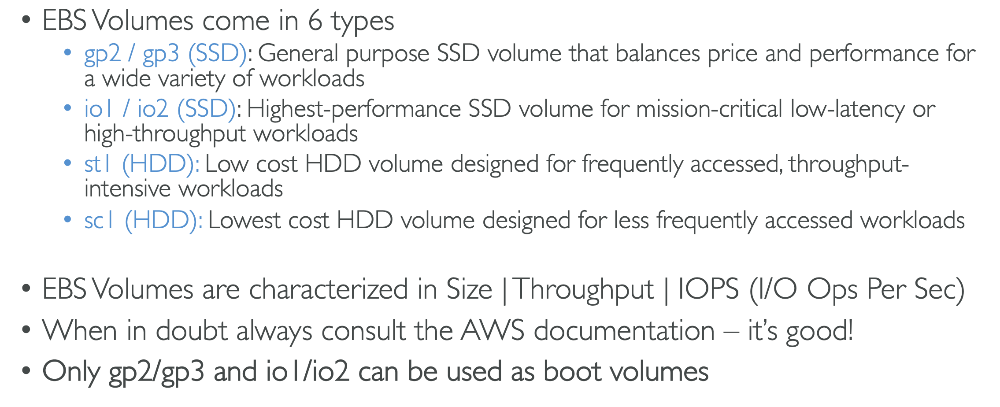 • EBS Volumes come in 6 types
• gp2 / gp3 (SSD): General purpose SSD volume that balances price and performance for
a wide variety of workloads
• io1 / io2 (SSD): Highest-performance SSD volume for mission-critical low-latency or
high-throughput workloads
• st1 (HDD): Low cost HDD volume designed for frequently accessed, throughput-
intensive workloads
• sc1 (HDD): Lowest cost HDD volume designed for less frequently accessed workloads
• EBS Volumes are characterized in Size | Throughput | IOPS (I/O Ops Per Sec)
• When in doubt always consult the AWS documentation – it’s good!
• Only gp2/gp3 and io1/io2 can be used as boot volumes